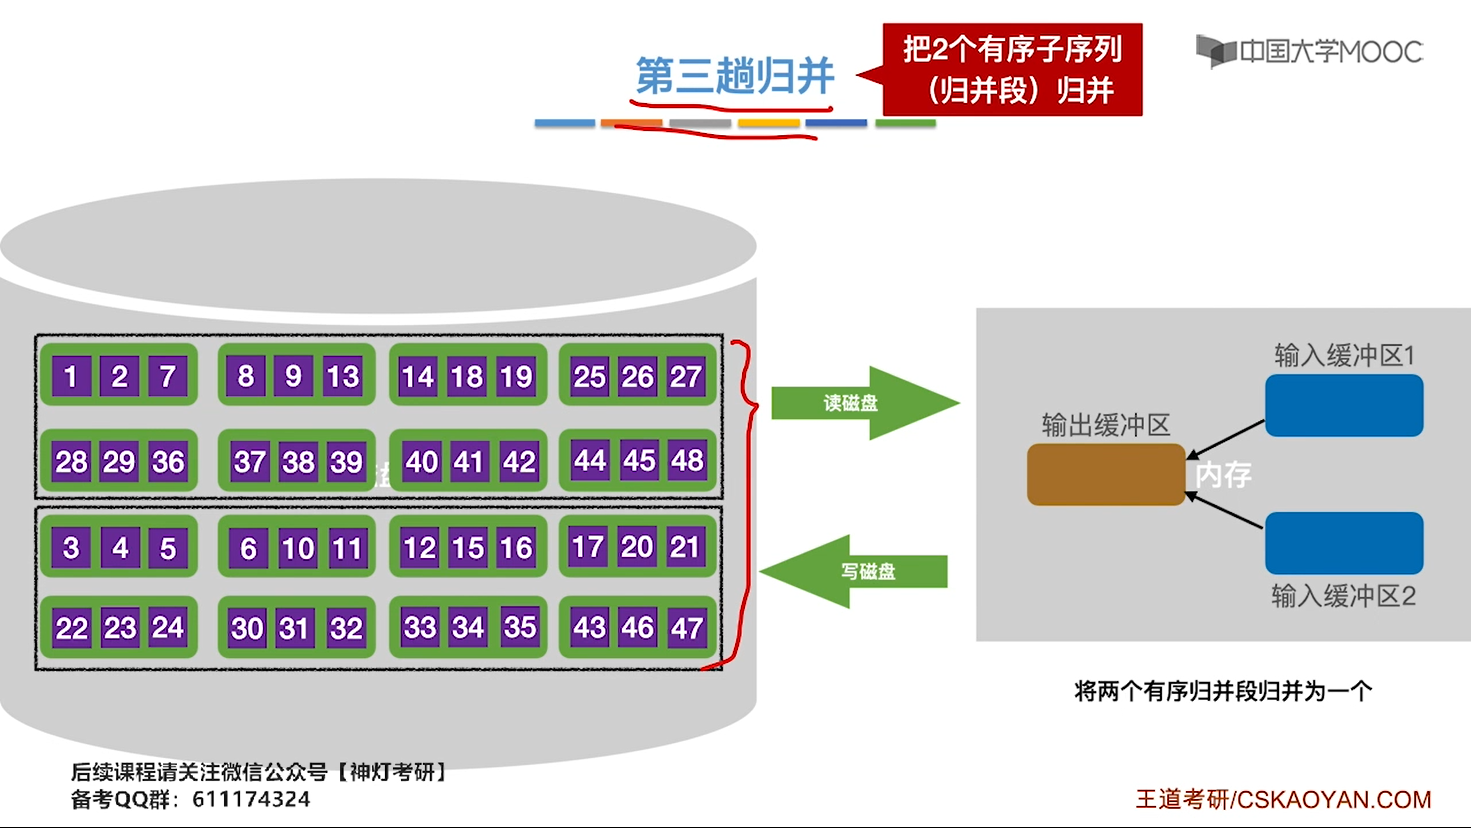 第三趟归并
把2个有序子序列
（归并段）归并
中国大学MOOC
1 2 7 8 9 13 14 18 19 25 26 27
28 29 36 37 38 39 40 41 42 44 45 48
3 4 5 6 10 11 12 15 16 17 20 21
22 23 24 30 31 32 33 34 35 43 46 47
读磁盘
写磁盘
输入缓冲区1
输出缓冲区
内存
输入缓冲区2
将两个有序归并段归并为一个
后续课程请关注微信公众号【神灯考研】
备考QQ群：611174324
王道考研/CSKAOYAN.COM